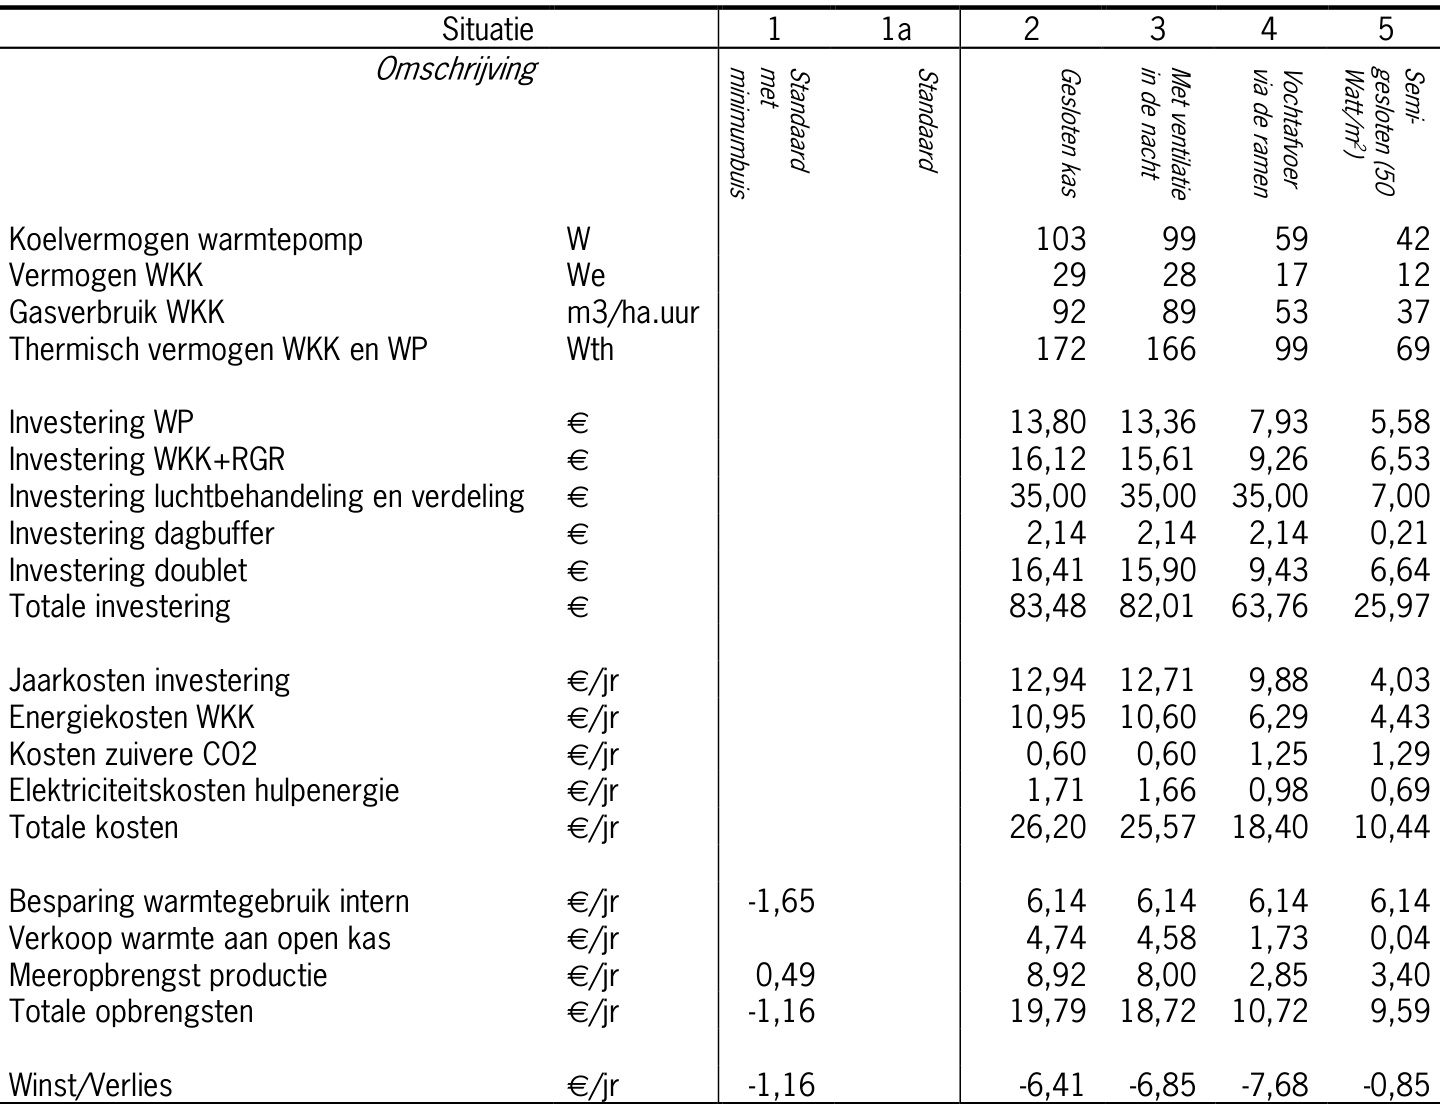 Situatie 1 1a 2 3 4 5
Omschrijving Standaard met minimumbuis Standaard Gesloten kas Met ventilatie in de nacht Vochtafvoer via de ramen Semi-gesloten (50 Watt/m²)
Koelvermogen warmtepomp W 103 99 59 42
Vermogen WKK We 29 28 17 12
Gasverbruik WKK m3/ha.uur 92 89 53 37
Thermisch vermogen WKK en WP Wth 172 166 99 69
Investering WP € 13,80 13,36 7,93 5,58
Investering WKK+RGR € 16,12 15,61 9,26 6,53
Investering luchtbehandeling en verdeling € 35,00 35,00 35,00 7,00
Investering dagbuffer € 2,14 2,14 2,14 0,21
Investering doublet € 16,41 15,90 9,43 6,64
Totale investering € 83,48 82,01 63,76 25,97
Jaarkosten investering €/jr 12,94 12,71 9,88 4,03
Energiekosten WKK €/jr 10,95 10,60 6,29 4,43
Kosten zuivere CO2 €/jr 0,60 0,60 1,25 1,29
Elektriciteitskosten hulpenergie €/jr 1,71 1,66 0,98 0,69
Totale kosten €/jr 26,20 25,57 18,40 10,44
Besparing warmtegebruik intern €/jr -1,65 6,14 6,14 6,14 6,14
Verkoop warmte aan open kas €/jr 4,74 4,58 1,73 0,04
Meeropbrengst productie €/jr 0,49 8,92 8,00 2,85 3,40
Totale opbrengsten €/jr -1,16 19,79 18,72 10,72 9,59
Winst/Verlies €/jr -1,16 -6,41 -6,85 -7,68 -0,85